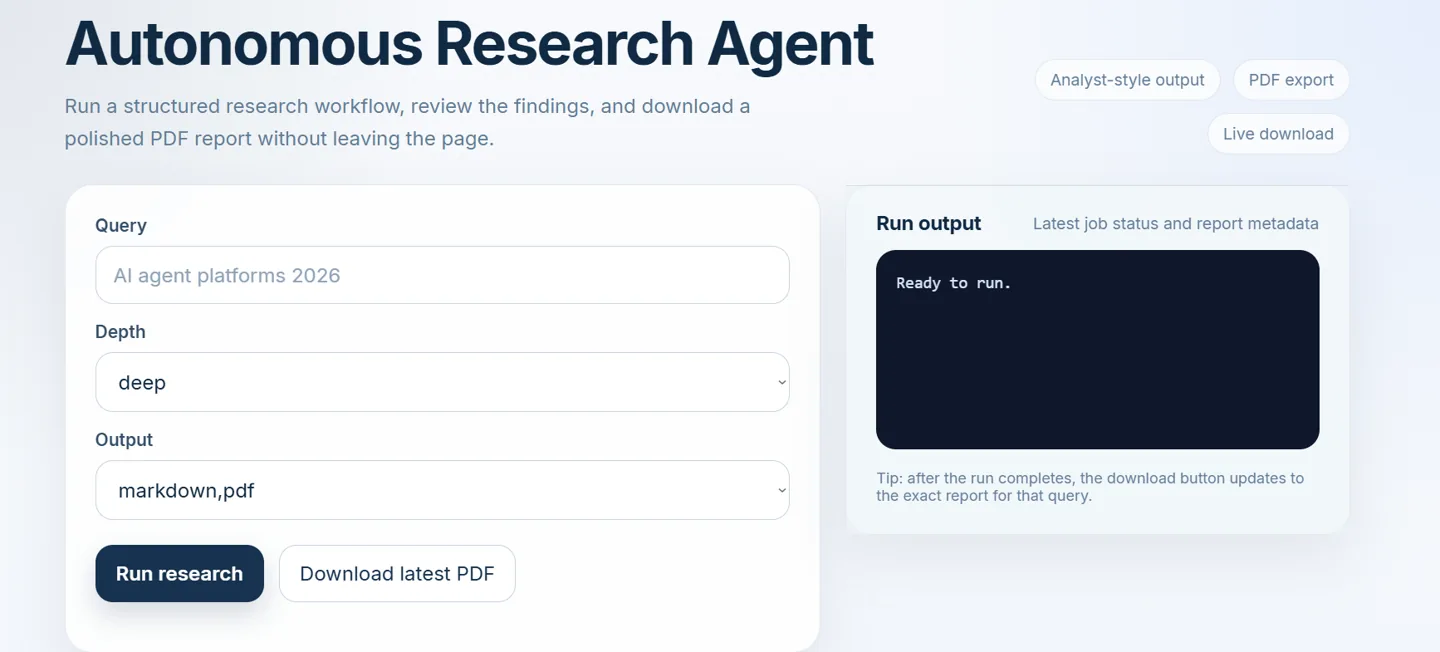 Autonomous Research Agent
Run a structured research workflow, review the findings, and download a
polished PDF report without leaving the page.
Analyst-style output
PDF export
Live download
Query
AI agent platforms 2026
Depth
deep
Output
markdown,pdf
Run research
Download latest PDF
Run output
Latest job status and report metadata
Ready to run.
Tip: after the run completes, the download button updates to
the exact report for that query.